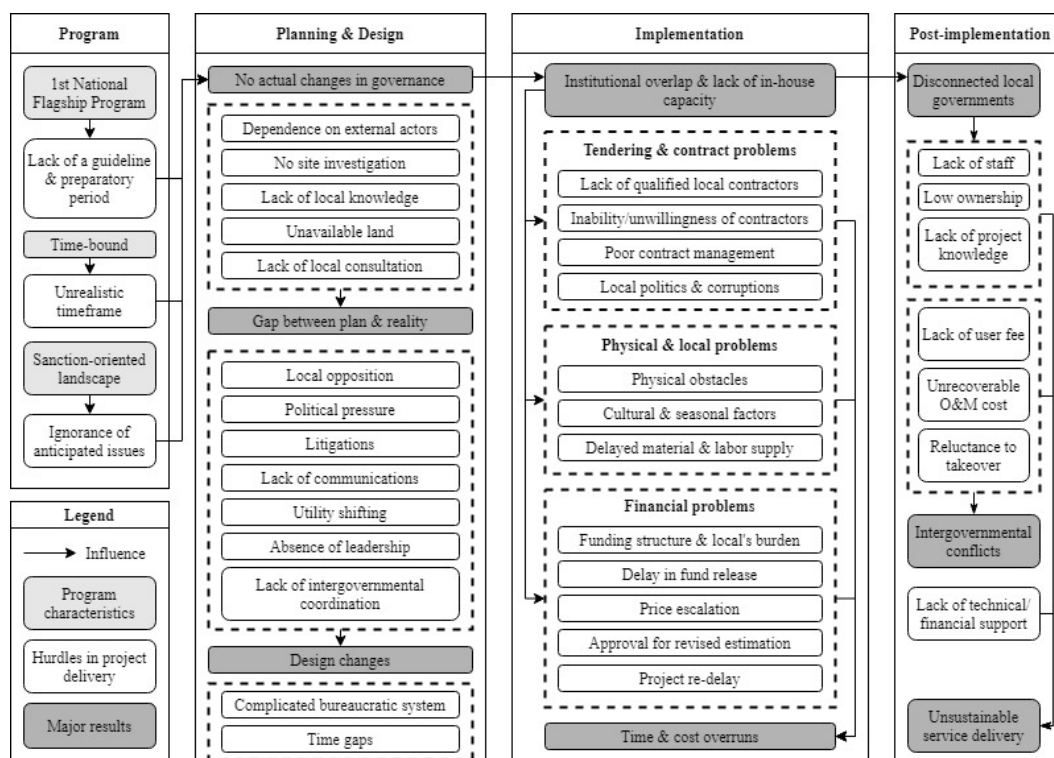 Program
1st National
Flagship Program
Lack of a guideline
& preparatory
period
Time-bound
Unrealistic
timeframe
Sanction-oriented
landscape
Ignorance of
anticipated issues
Legend
Influence
Program
characteristics
Hurdles in project
delivery
Major results
Planning & Design
No actual changes in governance
Dependence on external actors
No site investigation
Lack of local knowledge
Unavailable land
Lack of local consultation
Gap between plan & reality
Local opposition
Political pressure
Litigations
Lack of communications
Utility shifting
Absence of leadership
Lack of intergovernmental
coordination
Design changes
Complicated bureaucratic system
Time gaps
Implementation
Institutional overlap & lack of in-house
capacity
Tendering & contract problems
Lack of qualified local contractors
Inability/unwillingness of contractors
Poor contract management
Local politics & corruptions
Physical & local problems
Physical obstacles
Cultural & seasonal factors
Delayed material & labor supply
Financial problems
Funding structure & local's burden
Delay in fund release
Price escalation
Approval for revised estimation
Project re-delay
Time & cost overruns
Post-implementation
Disconnected local
governments
Lack of staff
Low ownership
Lack of project
knowledge
Lack of user fee
Unrecoverable
O&M cost
Reluctance to
takeover
Intergovernmental
conflicts
Lack of technical/
financial support
Unsustainable
service delivery